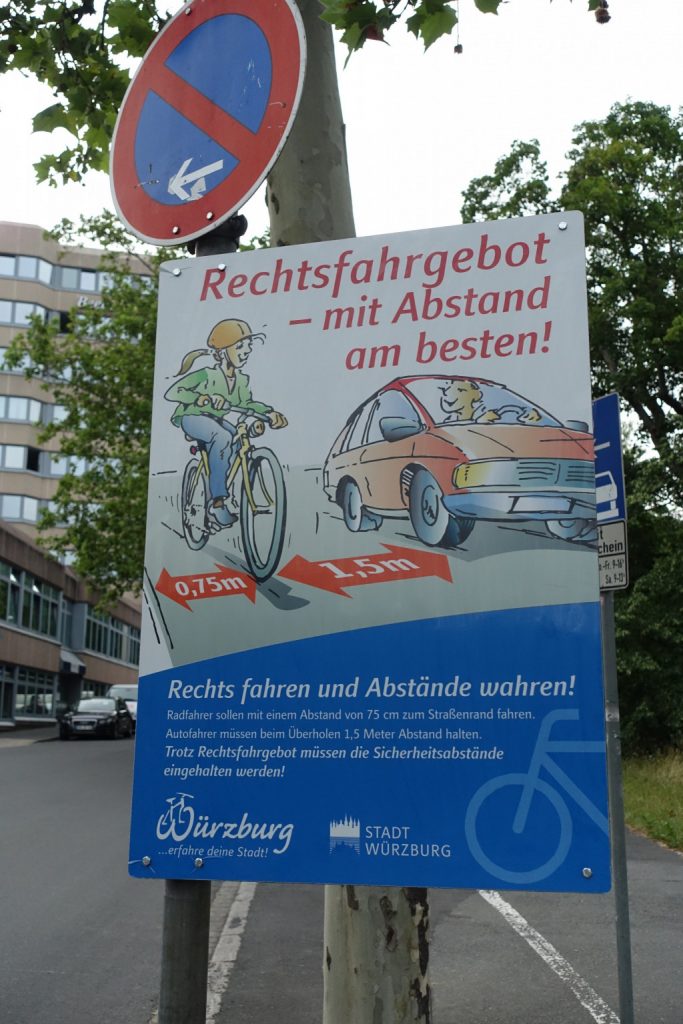 Rechtsfahrgebot
– mit Abstand
am besten!
0,75m
1,5m
Rechts fahren und Abstände wahren!
Radfahrer sollen mit einem Abstand von 75 cm zum Straßenrand fahren.
Autofahrer müssen beim Überholen 1,5 Meter Abstand halten.
Trotz Rechtsfahrgebot müssen die Sicherheitsabstände
eingehalten werden!
Würzburg
...erfahre deine Stadt!
STADT
WÜRZBURG
chein